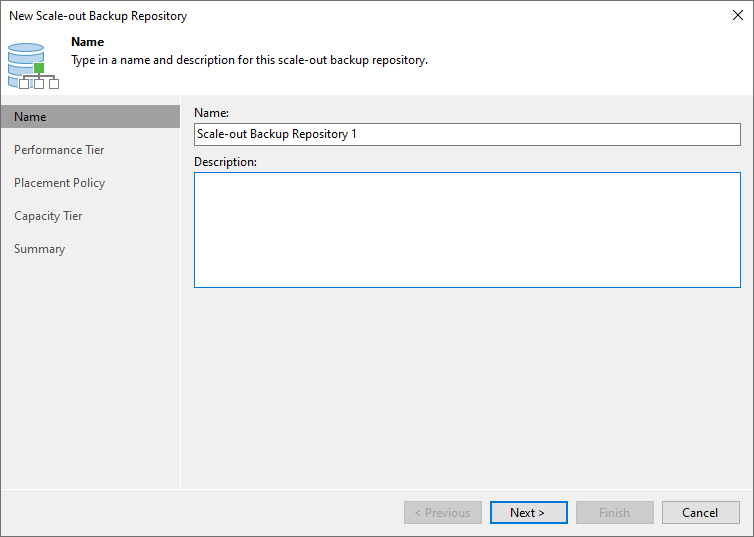 New Scale-out Backup Repository
Name
Type in a name and description for this scale-out backup repository.
Name
Performance Tier
Placement Policy
Capacity Tier
Summary
Name:
Scale-out Backup Repository 1
Description:
< Previous
Next >
Finish
Cancel